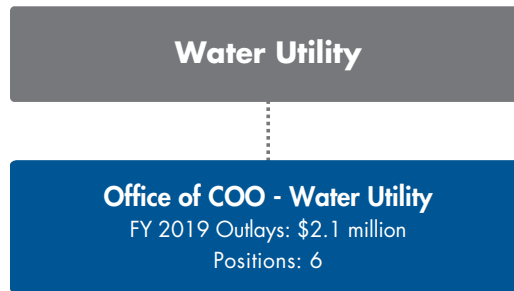 Water Utility
Office of COO - Water Utility
FY 2019 Outlays: $2.1 million
Positions: 6